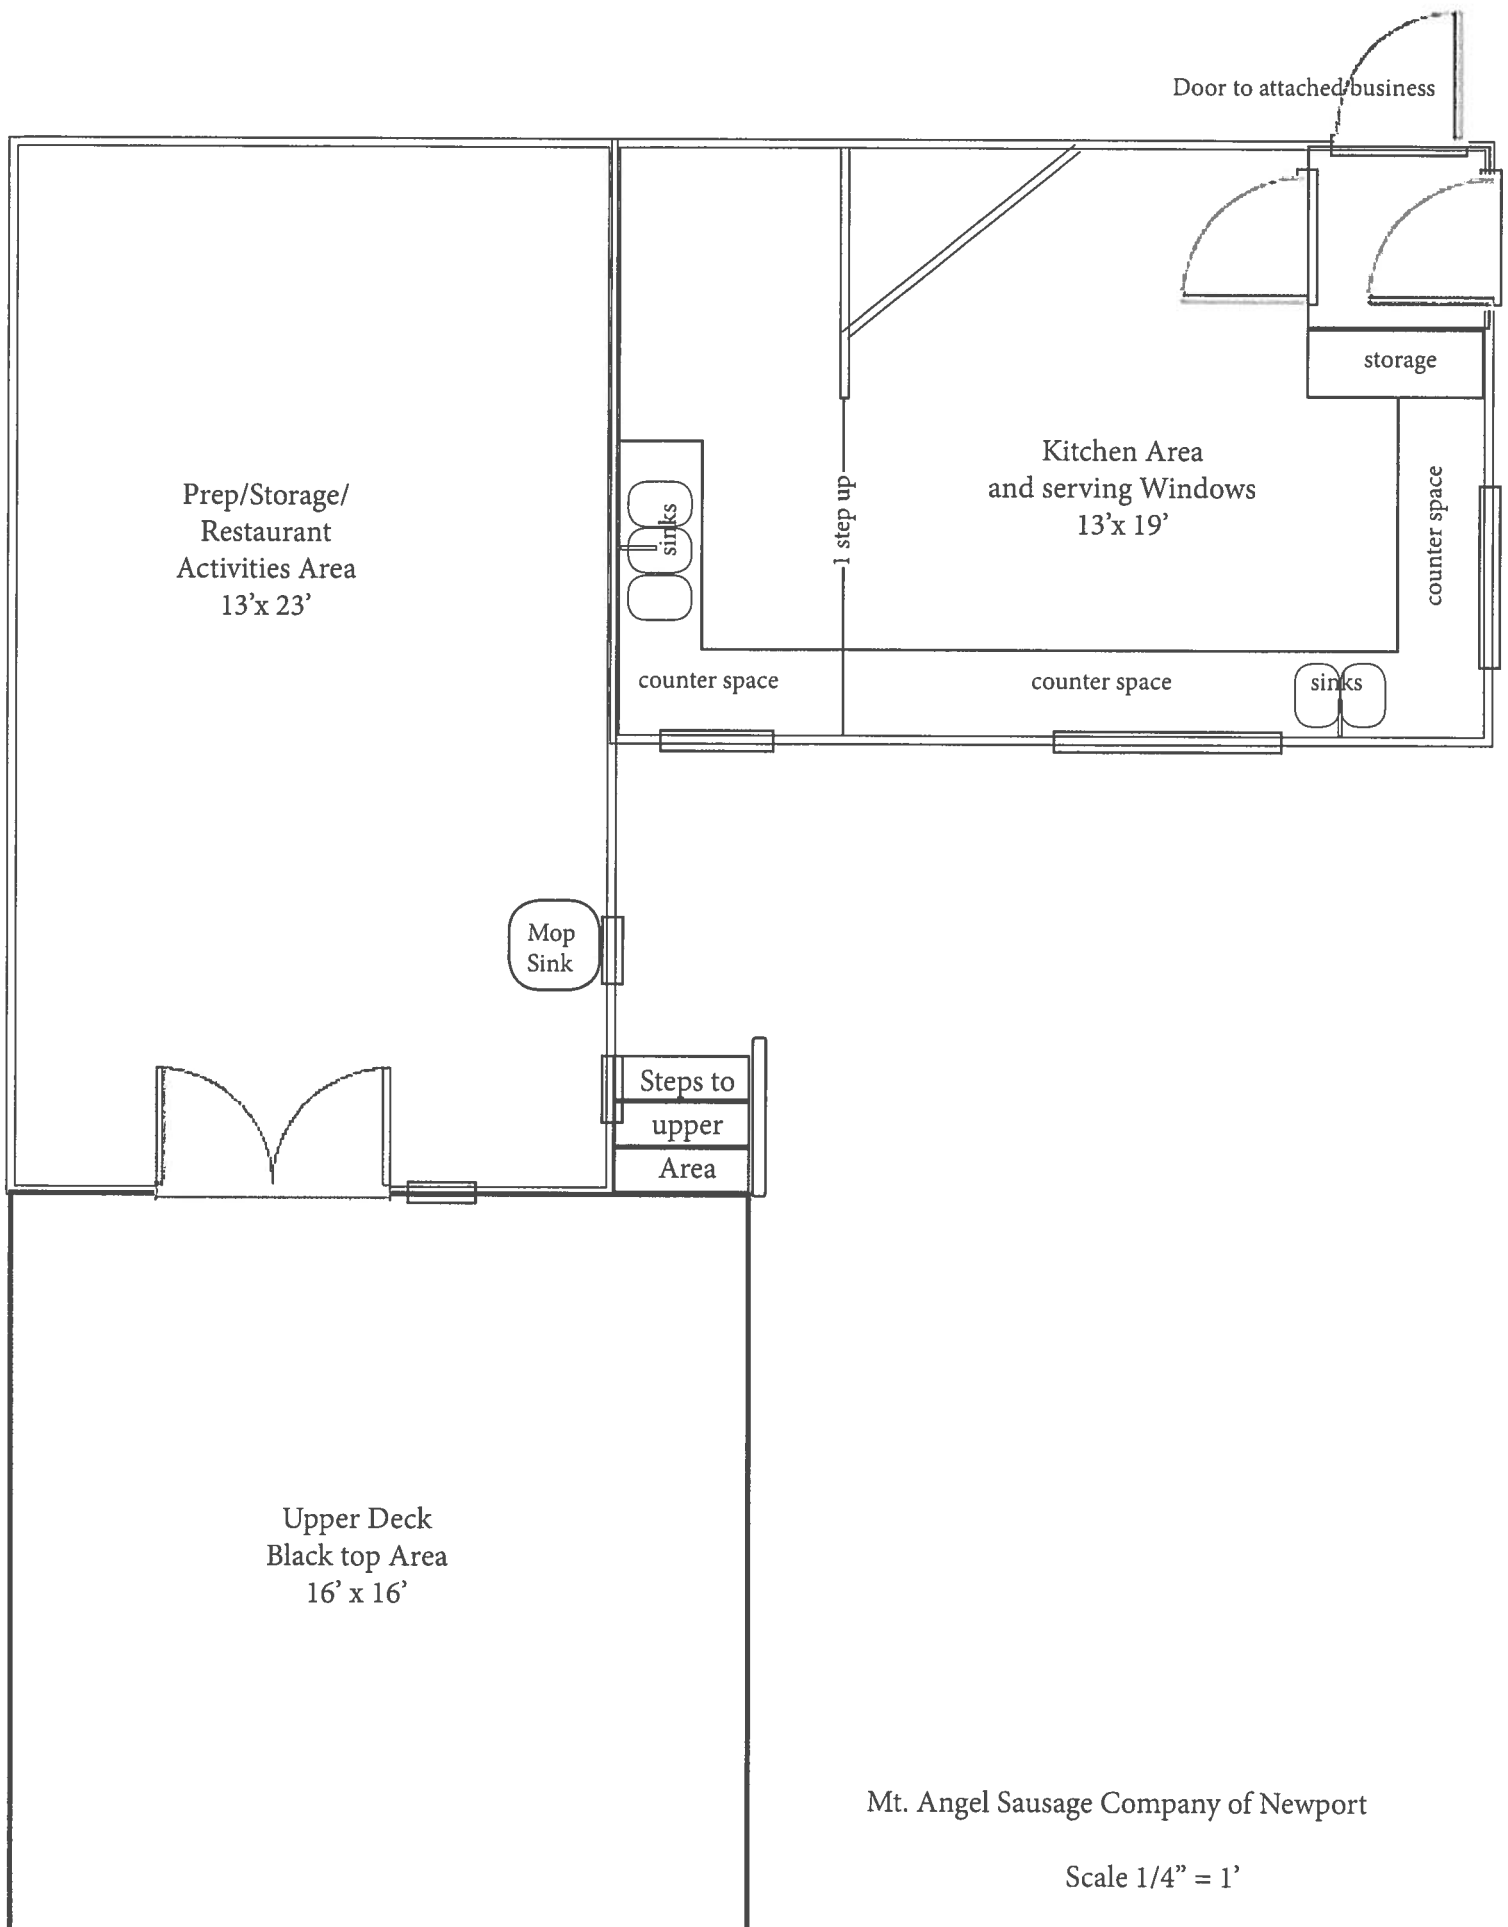 Door to attached business
storage
Kitchen Area
and serving Windows
13’x 19’
counter space
1 step up
sinks
Prep/Storage/
Restaurant
Activities Area
13’x 23’
counter space
counter space
sinks
Mop
Sink
Steps to
upper
Area
Upper Deck
Black top Area
16’ x 16’
Mt. Angel Sausage Company of Newport
Scale 1/4” = 1’